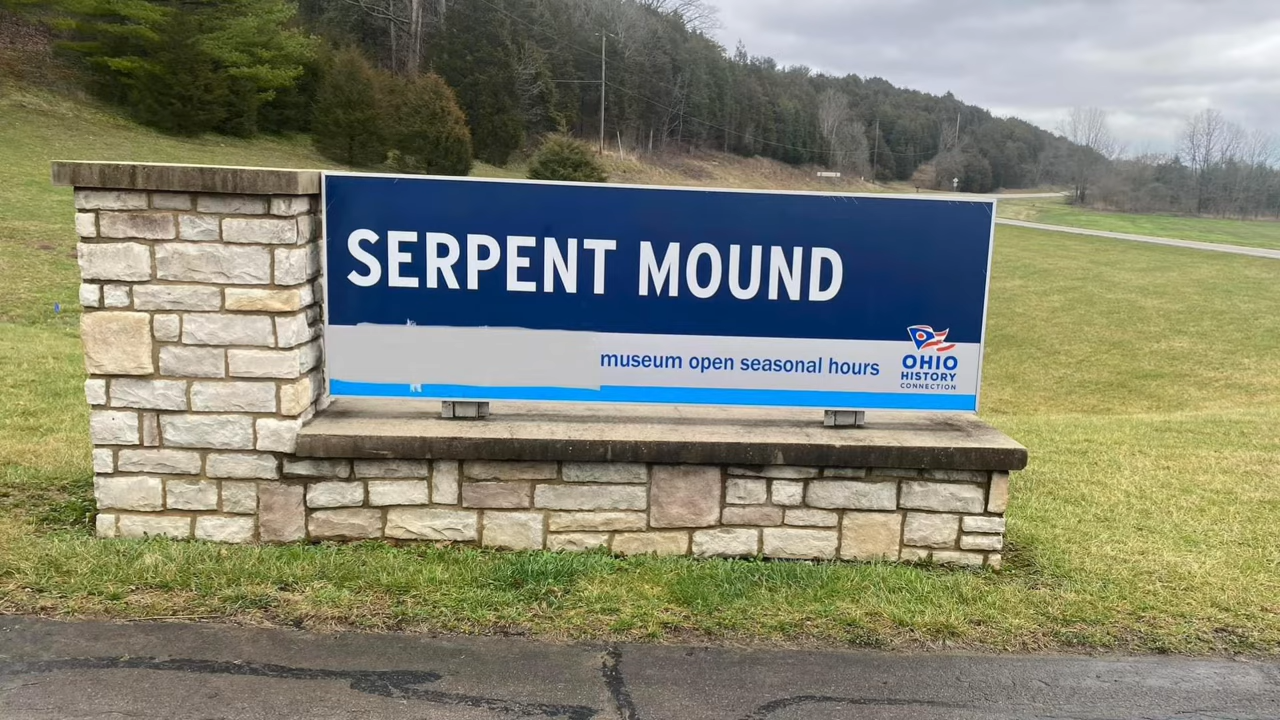 SERPENT MOUND
museum open seasonal hours
OHIO
HISTORY
CONNECTION